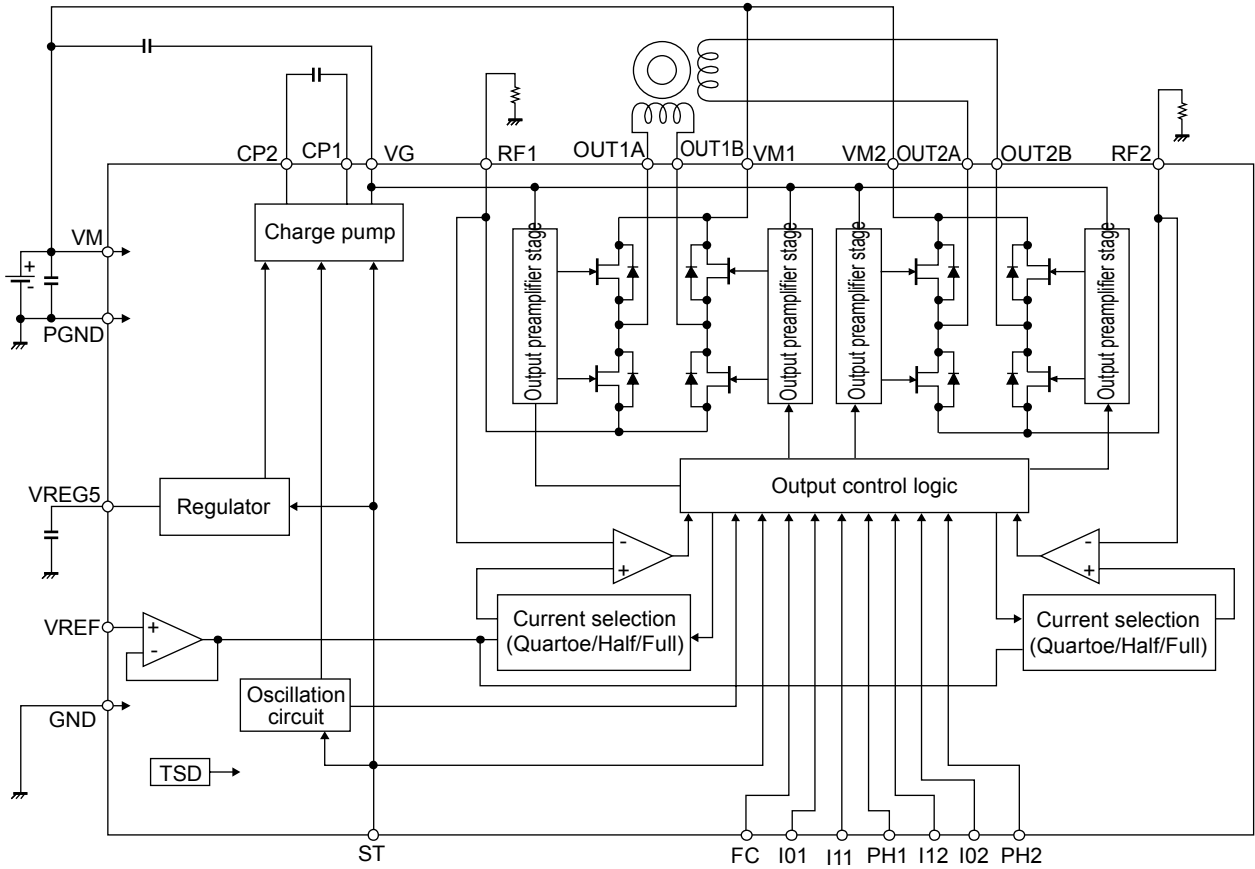 CP2
CP1
VG
RF1
OUT1A
OUT1B
VM1
VM2
OUT2A
OUT2B
RF2
VM
+
-
PGND
Charge pump
Output preamplifier stage
Output preamplifier stage
Output preamplifier stage
Output preamplifier stage
VREG5
Regulator
Output control logic
-
+
-
+
VREF
+
-
Current selection
(Quartoe/Half/Full)
Current selection
(Quartoe/Half/Full)
GND
Oscillation
circuit
TSD
ST
FC
I01
I11
PH1
I12
I02
PH2